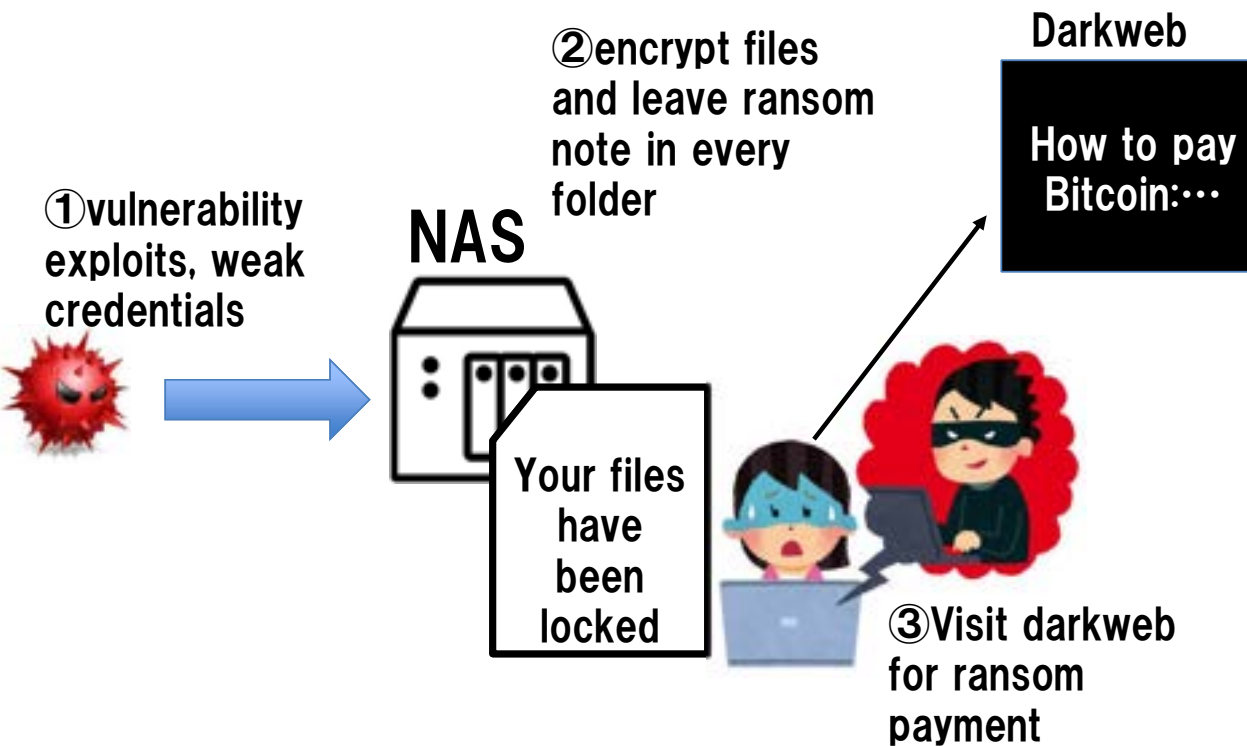 ①vulnerability
exploits, weak
credentials
NAS
②encrypt files
and leave ransom
note in every
folder
Darkweb
How to pay
Bitcoin:…
Your files
have
been
locked
③Visit darkweb
for ransom
payment